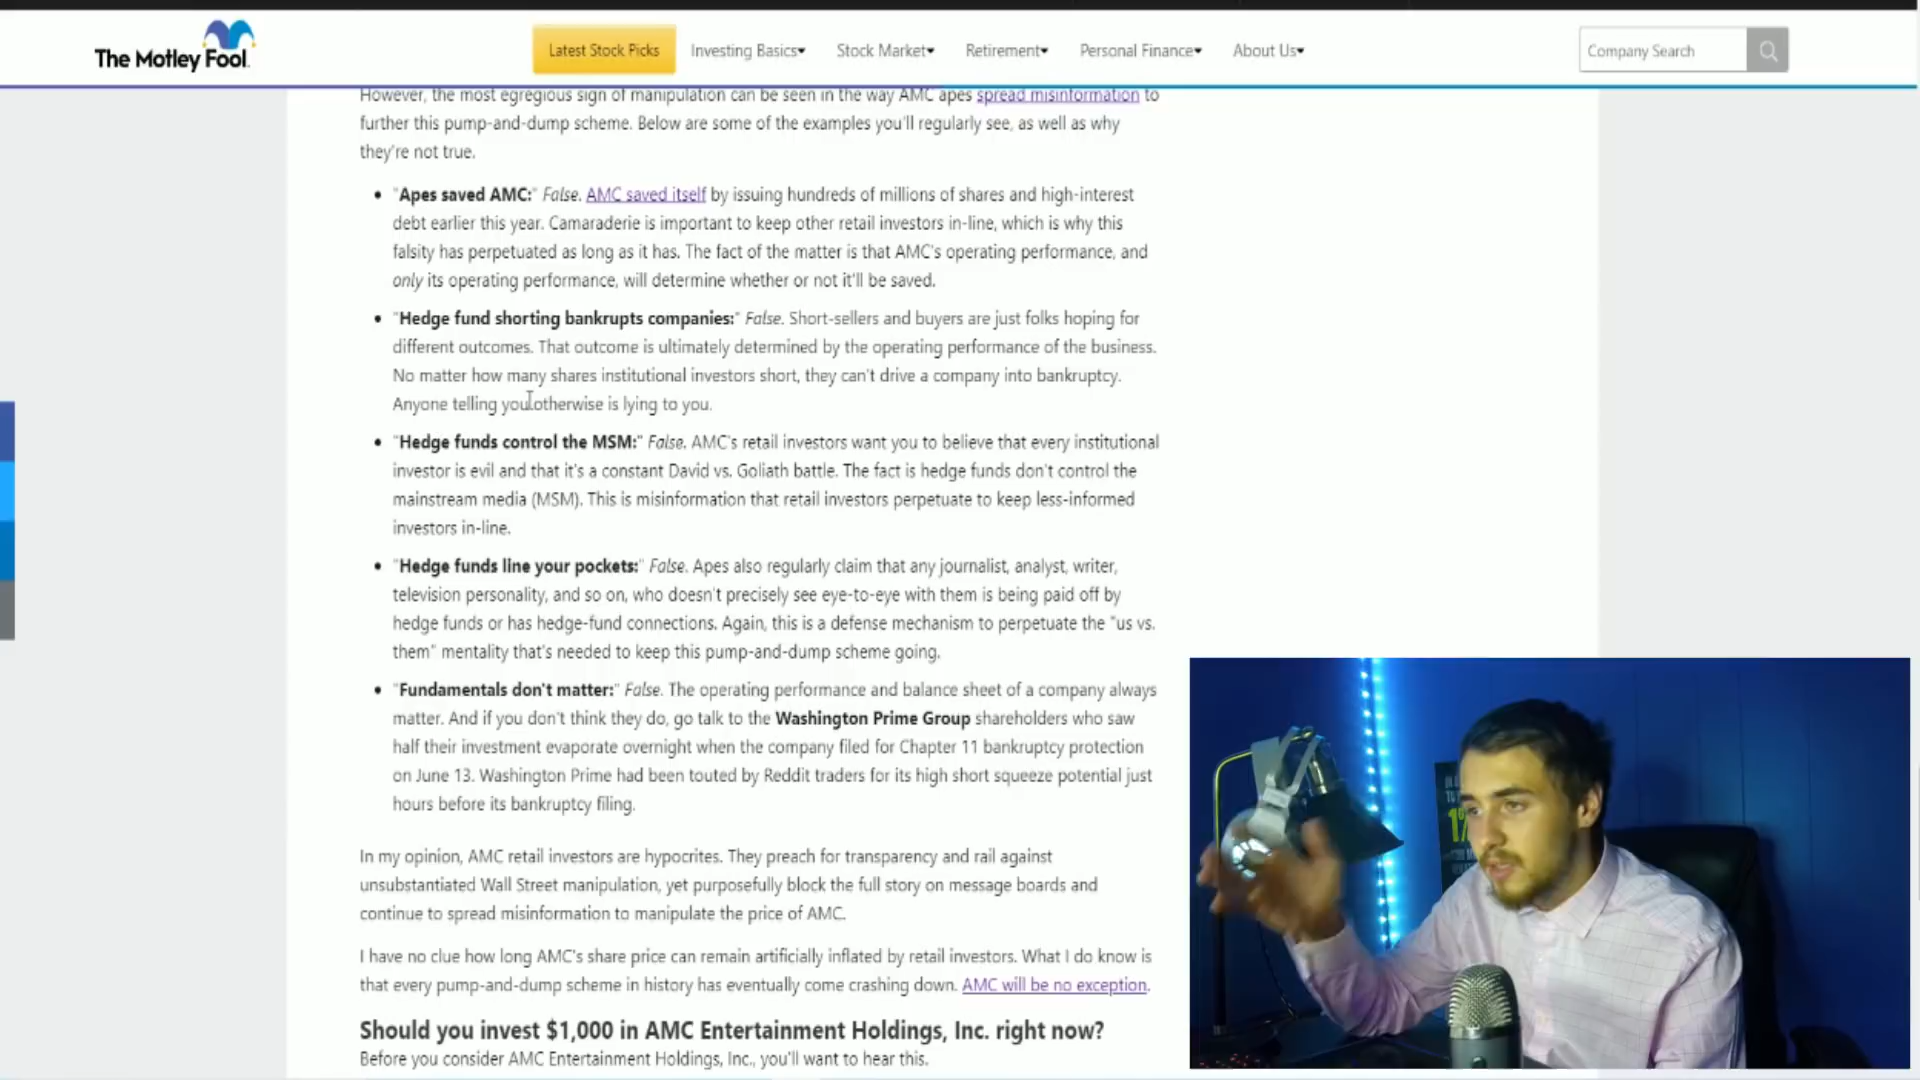 The Motley Fool.
Latest Stock Picks
Investing Basics▾
Stock Market▾
Retirement▾
Personal Finance▾
About Us▾
Company Search
However, the most egregious sign of manipulation can be seen in the way AMC apes spread misinformation to
further this pump-and-dump scheme. Below are some of the examples you'll regularly see, as well as why
they're not true.
• "Apes saved AMC:" False. AMC saved itself by issuing hundreds of millions of shares and high-interest
debt earlier this year. Camaraderie is important to keep other retail investors in-line, which is why this
falsity has perpetuated as long as it has. The fact of the matter is that AMC's operating performance, and
only its operating performance, will determine whether or not it'll be saved.
• "Hedge fund shorting bankrupts companies:" False. Short-sellers and buyers are just folks hoping for
different outcomes. That outcome is ultimately determined by the operating performance of the business.
No matter how many shares institutional investors short, they can't drive a company into bankruptcy.
Anyone telling you otherwise is lying to you.
• "Hedge funds control the MSM:" False. AMC's retail investors want you to believe that every institutional
investor is evil and that it's a constant David vs. Goliath battle. The fact is hedge funds don't control the
mainstream media (MSM). This is misinformation that retail investors perpetuate to keep less-informed
investors in-line.
• "Hedge funds line your pockets:" False. Apes also regularly claim that any journalist, analyst, writer,
television personality, and so on, who doesn't precisely see eye-to-eye with them is being paid off by
hedge funds or has hedge-fund connections. Again, this is a defense mechanism to perpetuate the "us vs.
them" mentality that's needed to keep this pump-and-dump scheme going.
• "Fundamentals don't matter:" False. The operating performance and balance sheet of a company always
matter. And if you don't think they do, go talk to the Washington Prime Group shareholders who saw
half their investment evaporate overnight when the company filed for Chapter 11 bankruptcy protection
on June 13. Washington Prime had been touted by Reddit traders for its high short squeeze potential just
hours before its bankruptcy filing.
In my opinion, AMC retail investors are hypocrites. They preach for transparency and rail against
unsubstantiated Wall Street manipulation, yet purposefully block the full story on message boards and
continue to spread misinformation to manipulate the price of AMC.
I have no clue how long AMC's share price can remain artificially inflated by retail investors. What I do know is
that every pump-and-dump scheme in history has eventually come crashing down. AMC will be no exception.
Should you invest $1,000 in AMC Entertainment Holdings, Inc. right now?
Before you consider AMC Entertainment Holdings, Inc., you'll want to hear this.